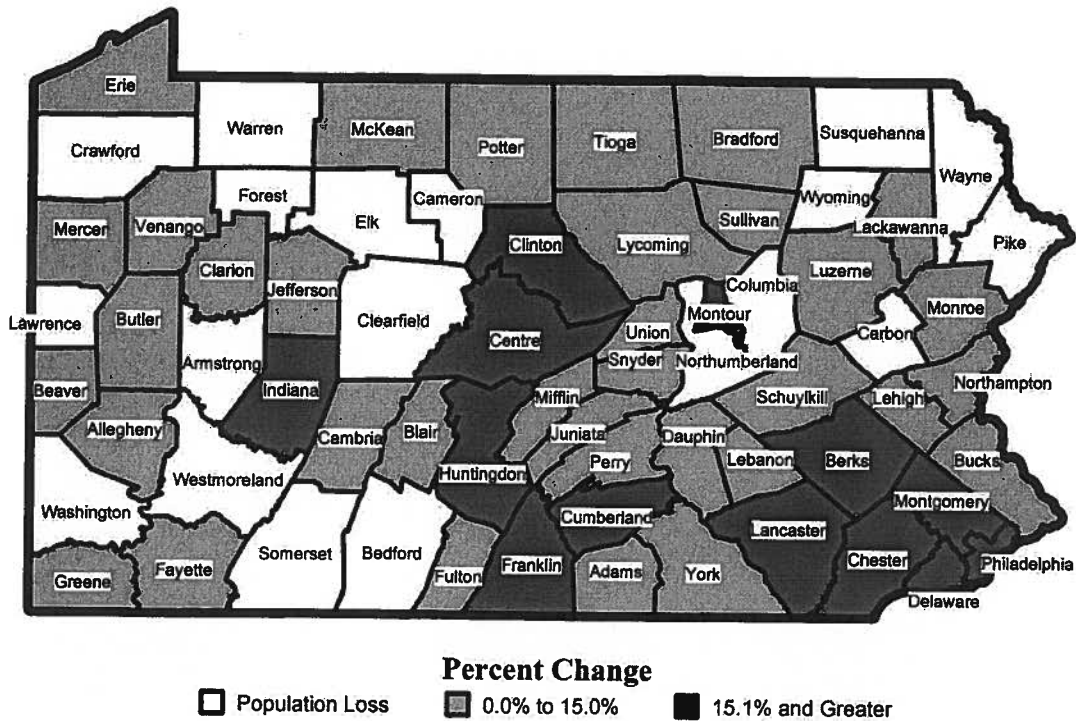 Erie
Warren
McKean
Potter
Tioga
Bradford
Susquehanna
Crawford
Wayne
Forest
Cameron
Wyoming
Elk
Mercer
Venango
Sullivan
Lackawanna
Clinton
Lycoming
Pike
Clarion
Jefferson
Luzerne
Columbia
Lawrence
Butler
Clearfield
Montour
Monroe
Union
Centre
Carbon
Armstrong
Northumberland
Snyder
Beaver
Indiana
Northampton
Mifflin
Schuylkill
Lehigh
Allegheny
Cambria
Blair
Juniata
Dauphin
Perry
Lebanon
Berks
Bucks
Huntingdon
Westmoreland
Montgomery
Washington
Cumberland
Lancaster
Somerset
Bedford
Franklin
Chester
Philadelphia
Greene
Fayette
Fulton
Adams
York
Delaware
Percent Change
Population Loss
0.0% to 15.0%
15.1% and Greater